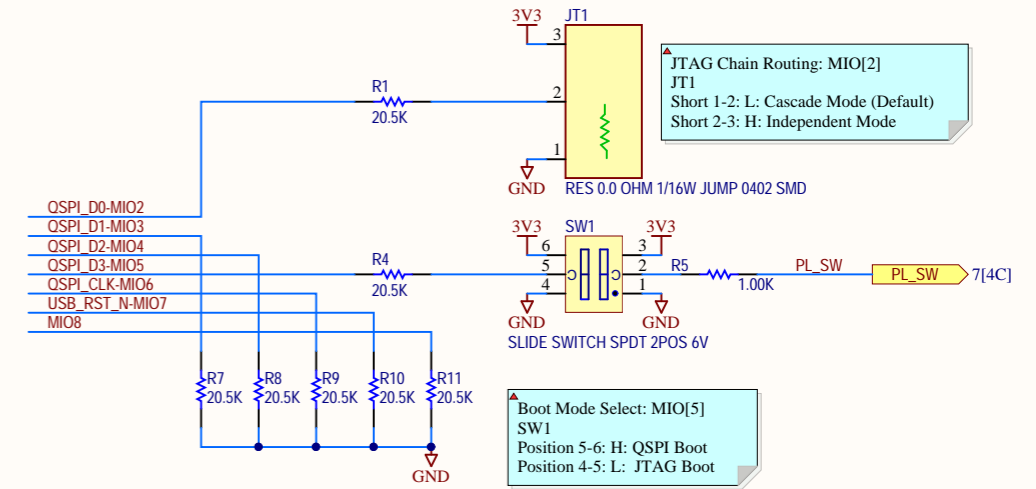 3V3
JT1
3
R1
20.5K
2
1
GND
RES 0.0 OHM 1/16W JUMP 0402 SMD
JTAG Chain Routing: MIO[2]
JT1
Short 1-2: L: Cascade Mode (Default)
Short 2-3: H: Independent Mode
QSPI_D0-MIO2
QSPI_D1-MIO3
QSPI_D2-MIO4
QSPI_D3-MIO5
QSPI_CLK-MIO6
USB_RST_N-MIO7
MIO8
R4
20.5K
3V3
SW1
3V3
6
3
5
C
C
2
4
1
GND
GND
SLIDE SWITCH SPDT 2POS 6V
R5
1.00K
PL_SW
PL_SW
7[4C]
R7
20.5K
R8
20.5K
R9
20.5K
R10
20.5K
R11
20.5K
GND
Boot Mode Select: MIO[5]
SW1
Position 5-6: H: QSPI Boot
Position 4-5: L: JTAG Boot